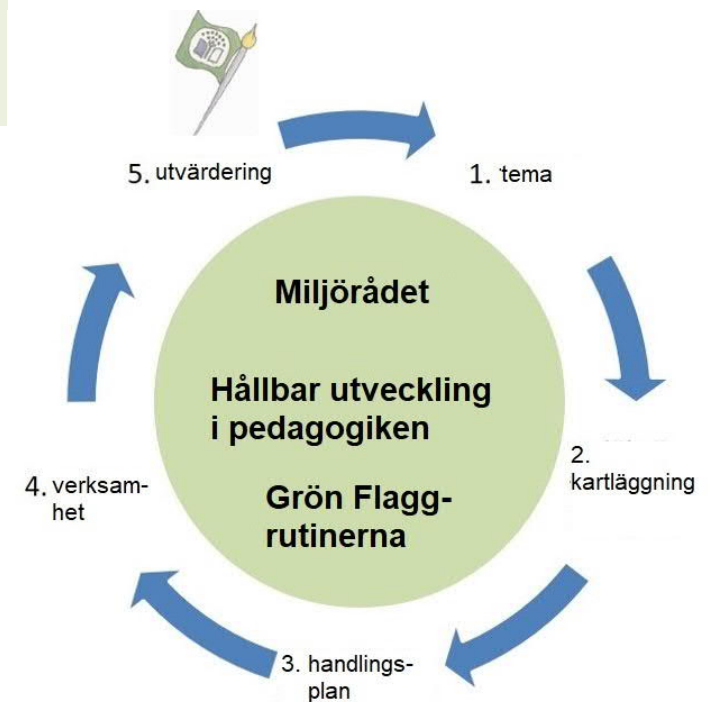 5. utvärdering
1. tema
Miljörådet
Hållbar utveckling
i pedagogiken
Grön Flagg-
rutinerna
2.
kartläggning
4. verksam-
het
3. handlings-
plan